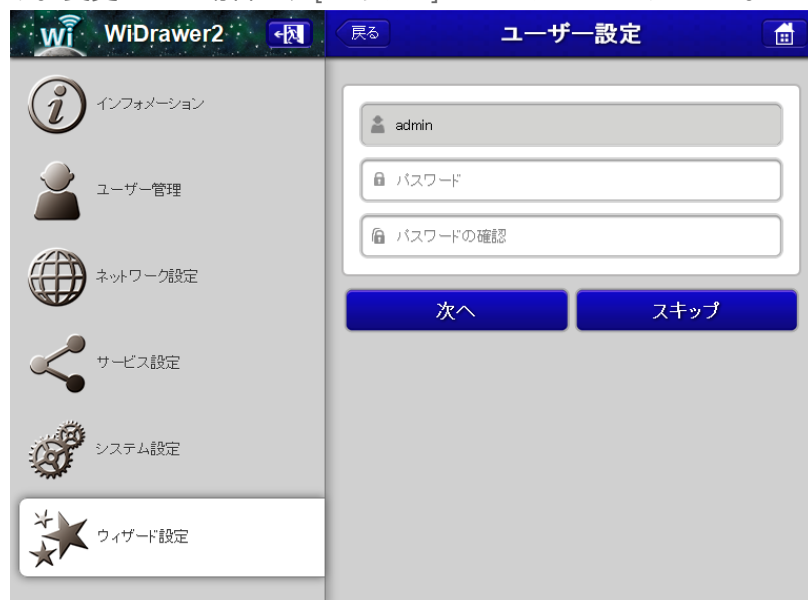 WiDrawer2
戻る
ユーザー設定
インフォメーション
admin
パスワード
ユーザー管理
パスワードの確認
ネットワーク設定
次へ
スキップ
サービス設定
システム設定
ウィザード設定